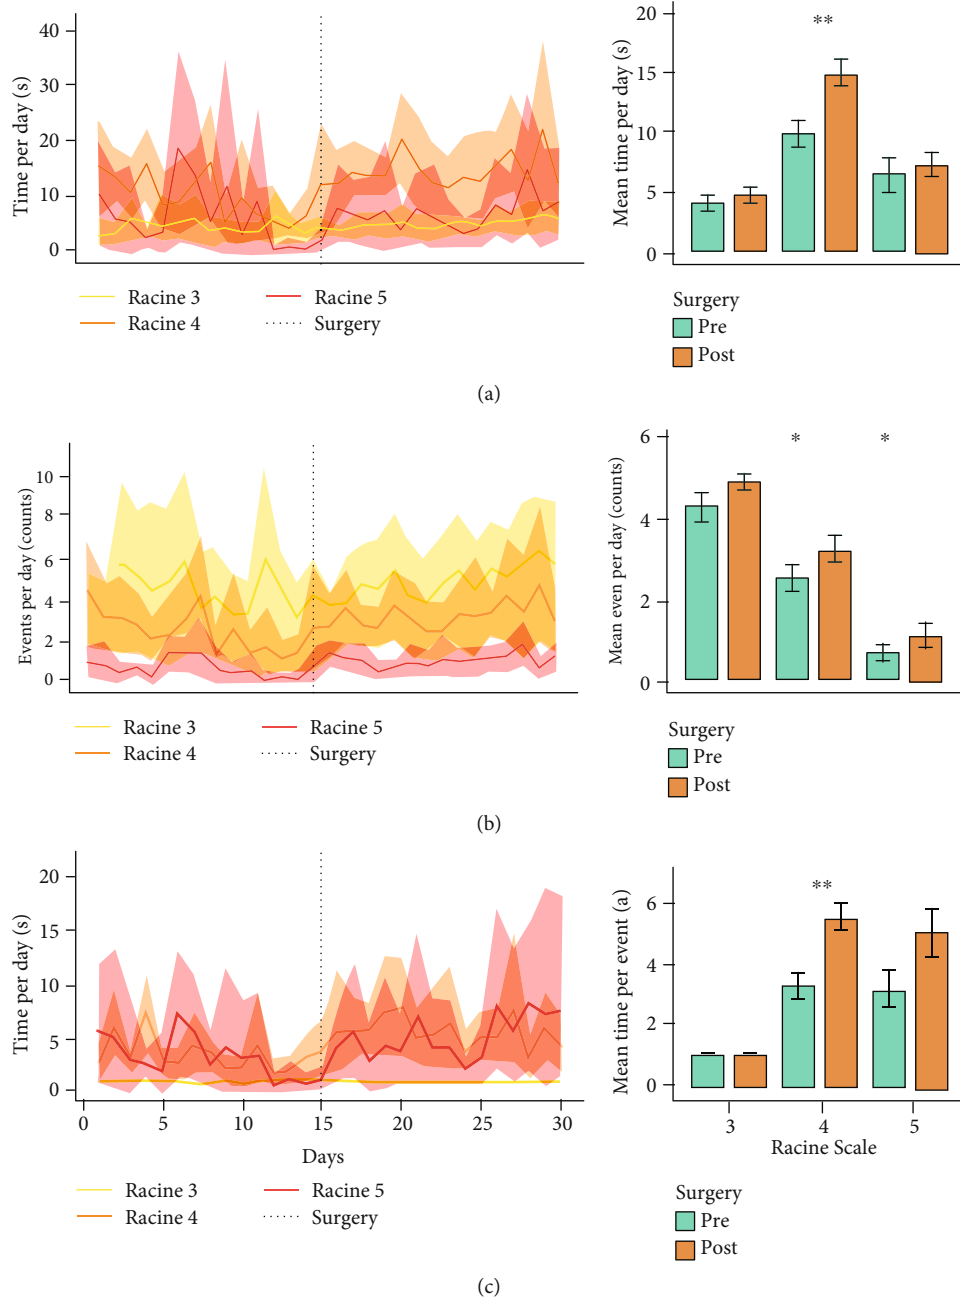 Time per day (s)
40
30
20
10
0
Racine 3
Racine 4
Racine 5
Surgery
Mean time per day (s)
20
15
10
5
0
**
Surgery
Pre
Post
(a)
Events per day (counts)
10
8
6
4
2
0
Racine 3
Racine 4
Racine 5
Surgery
Mean even per day (counts)
6
4
2
0
*
*
Surgery
Pre
Post
(b)
Time per day (s)
20
15
10
5
0
0 5 10 15 20 25 30
Days
Racine 3
Racine 4
Racine 5
Surgery
Mean time per event (a)
6
4
2
0
**
3 4 5
Racine Scale
Surgery
Pre
Post
(c)